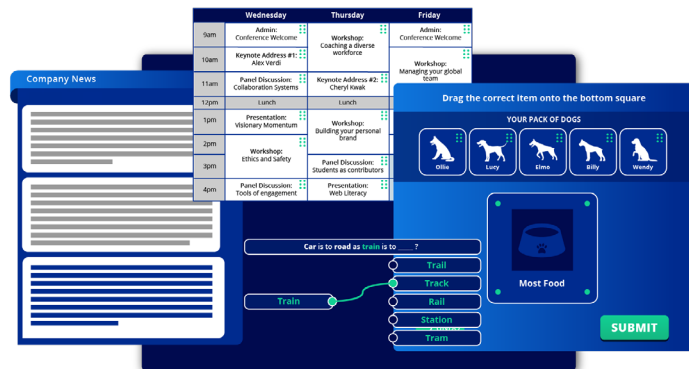 Wednesday Thursday Friday
9am
Admin:
Conference Welcome
Workshop:
Coaching a diverse
workforce
Admin:
Conference Welcome
10am
Keynote Address #1:
Alex Verdi
Workshop:
Managing your global
team
11am
Panel Discussion:
Collaboration Systems
Keynote Address #2:
Cheryl Kwak
12pm
Lunch
Lunch
1pm
Presentation:
Visionary Momentum
Workshop:
Building your personal
brand
2pm
Workshop:
Ethics and Safety
3pm
Panel Discussion:
Students as contributors
4pm
Panel Discussion:
Tools of engagement
Presentation:
Web Literacy
Company News
Drag the correct item onto the bottom square
YOUR PACK OF DOGS
Ollie Lucy Elmo Billy Wendy
Most Food
SUBMIT
Car is to road as train is to ____ ?
Train
Trail
Track
Rail
Station
Tram